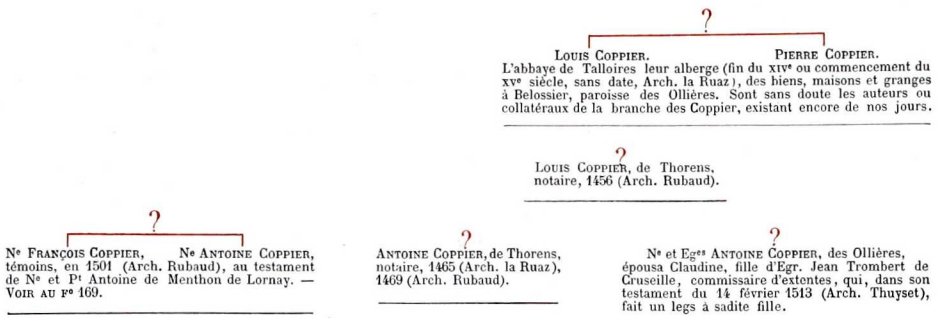 ?
LOUIS COPPIER. PIERRE COPPIER.
L'abbaye de Talloires leur alberge (fin du XIVe ou commencement du
XVe siècle, sans date, Arch. la Ruaz), des biens, maisons et granges
à Belossier, paroisse des Ollières. Sont sans doute les auteurs ou
collatéraux de la branche des Coppier, existant encore de nos jours.
?
LOUIS COPPIER, de Thorens,
notaire, 1456 (Arch. Rubaud).
?
Ne FRANÇOIS COPPIER, Ne ANTOINE COPPIER,
témoins, en 1501 (Arch. Rubaud), au testament
de Ne et Pt Antoine de Menthon de Lornay. —
VOIR AU Fº 169.
?
ANTOINE COPPIER, de Thorens,
notaire, 1465 (Arch. la Ruaz),
1469 (Arch. Rubaud).
?
Ne et Eges ANTOINE COPPIER, des Ollières,
épousa Claudine, fille d'Egr. Jean Trombert de
Cruseille, commissaire d'extentes, qui, dans son
testament du 14 février 1513 (Arch. Thuyset),
fait un legs à sadite fille.